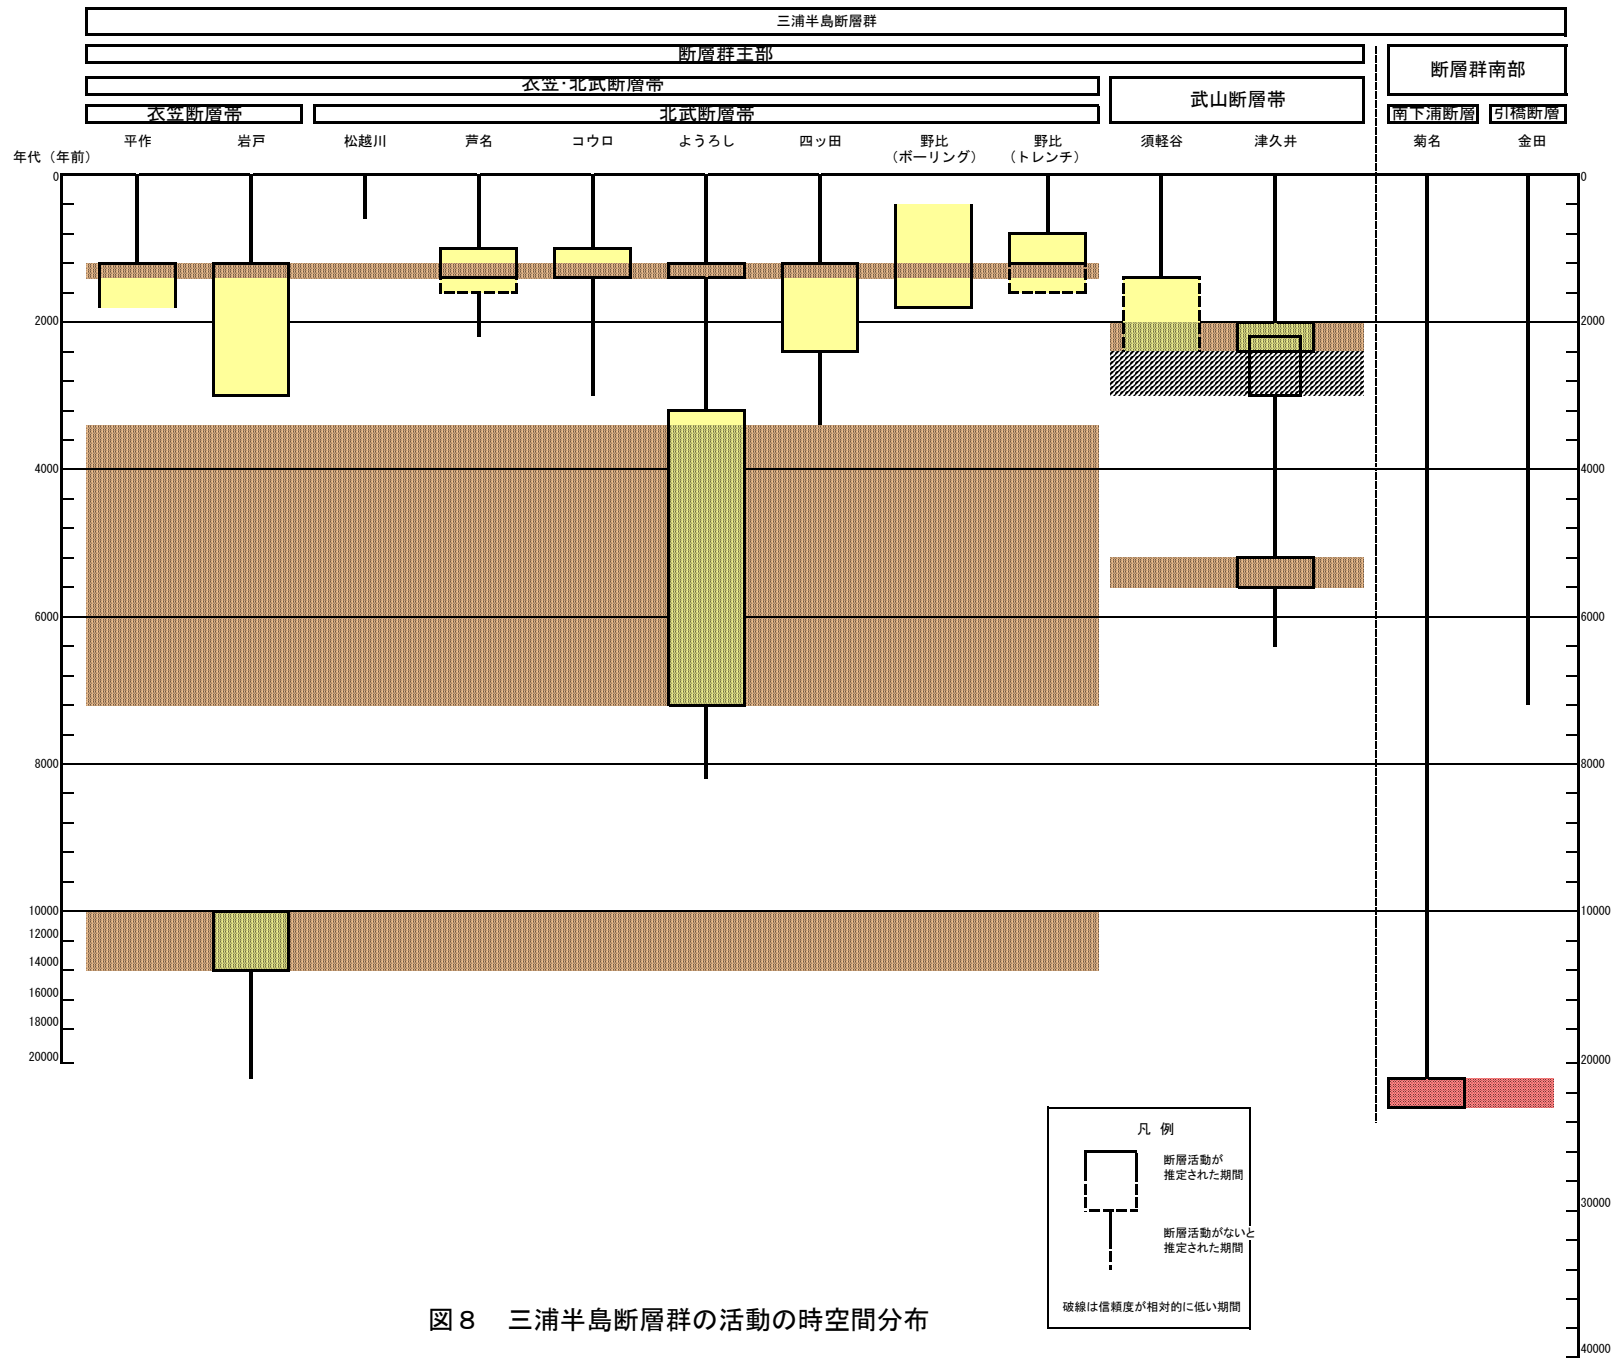 三浦半島断層群
断層群主部
断層群南部
衣笠・北武断層帯
武山断層帯
衣笠断層帯
北武断層帯
南下浦断層
引橋断層
平作
岩戸
松越川
芦名
コウロ
ようろし
四ッ田
野比
（ボーリング）
野比
（トレンチ）
須軽谷
津久井
菊名
金田
年代（年前）
0
0
2000
2000
4000
4000
6000
6000
8000
8000
10000
10000
12000
14000
16000
18000
20000
20000
30000
40000
凡 例
断層活動が
推定された期間
断層活動がないと
推定された期間
破線は信頼度が相対的に低い期間
図８　三浦半島断層群の活動の時空間分布